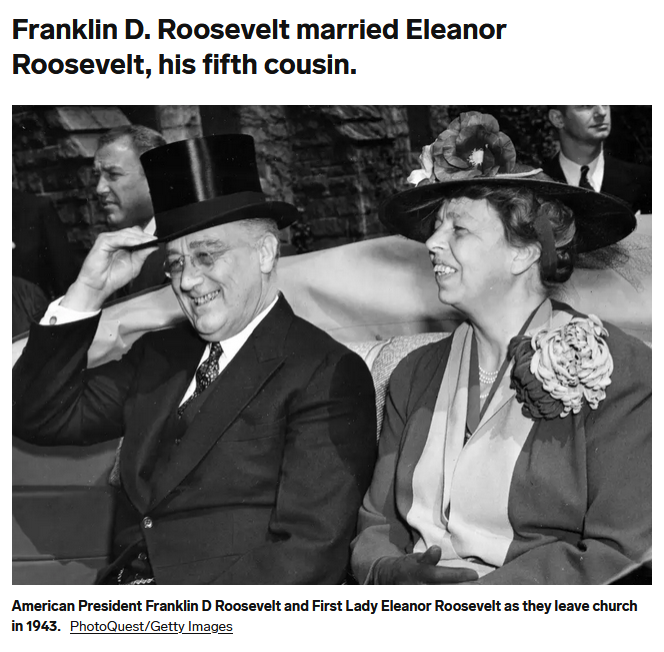 Franklin D. Roosevelt married Eleanor
Roosevelt, his fifth cousin.
American President Franklin D Roosevelt and First Lady Eleanor Roosevelt as they leave church
in 1943. PhotoQuest/Getty Images